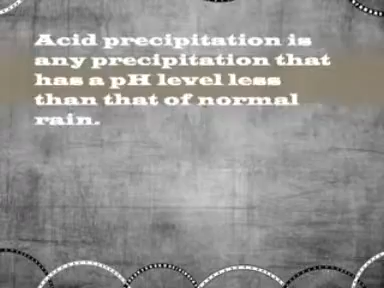 Acid precipitation is
any precipitation that
has a pH level less
than that of normal
rain.